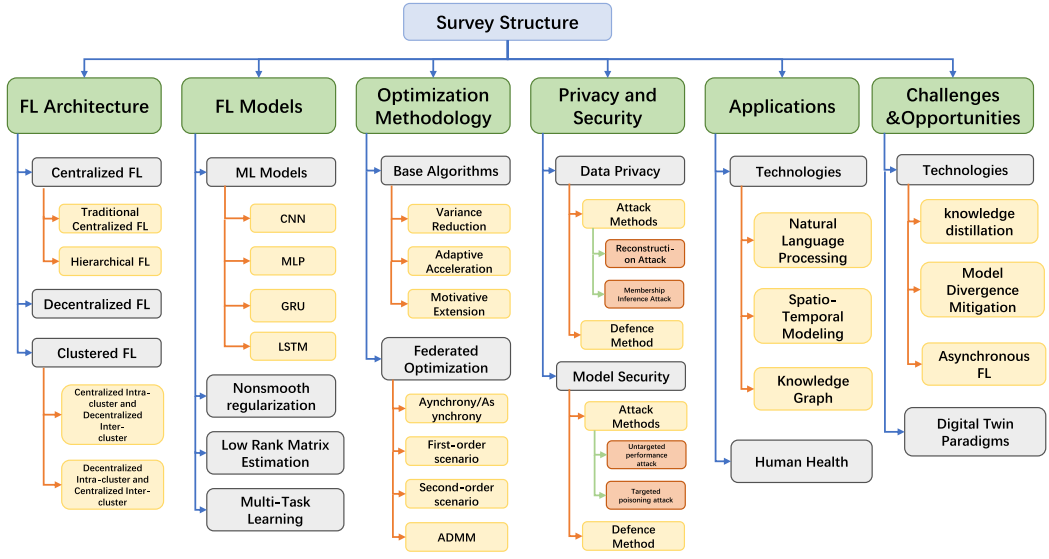 Survey Structure
FL Architecture
Centralized FL
Traditional
Centralized FL
Hierarchical FL
Decentralized FL
Clustered FL
Centralized Intra-
cluster and
Decentralized
Inter-
cluster
Decentralized
Intra-cluster and
Centralized Inter-
cluster
FL Models
ML Models
CNN
MLP
GRU
LSTM
Nonsmooth
regularization
Low Rank Matrix
Estimation
Multi-Task
Learning
Optimization
Methodology
Base Algorithms
Variance
Reduction
Adaptive
Acceleration
Motivative
Extension
Federated
Optimization
Aynchrony/As
ynchrony
First-order
scenario
Second-order
scenario
ADMM
Privacy and
Security
Data Privacy
Attack
Methods
Reconstructi-
on Attack
Membership
Inference Attack
Defence
Method
Model Security
Attack
Methods
Untargeted
performance
attack
Targeted
poisoning attack
Defence
Method
Applications
Technologies
Natural
Language
Processing
Spatio-
Temporal
Modeling
Knowledge
Graph
Human Health
Challenges
&Opportunities
Technologies
knowledge
distillation
Model
Divergence
Mitigation
Asynchronous
FL
Digital Twin
Paradigms